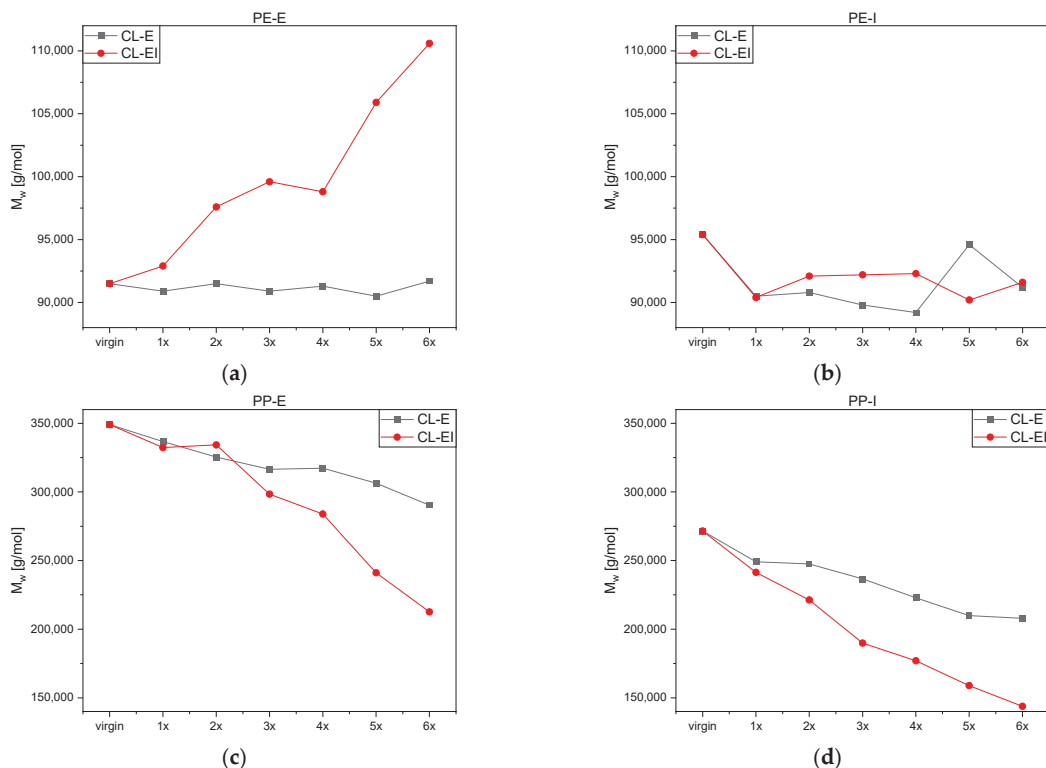 PE-E
CL-E
CL-EI
110,000
105,000
100,000
95,000
90,000
Mw [g/mol]
virgin 1x 2x 3x 4x 5x 6x
(a)
PE-I
CL-E
CL-EI
110,000
105,000
100,000
95,000
90,000
Mw [g/mol]
virgin 1x 2x 3x 4x 5x 6x
(b)
PP-E
CL-E
CL-EI
350,000
300,000
250,000
200,000
150,000
Mw [g/mol]
virgin 1x 2x 3x 4x 5x 6x
(c)
PP-I
CL-E
CL-EI
350,000
300,000
250,000
200,000
150,000
Mw [g/mol]
virgin 1x 2x 3x 4x 5x 6x
(d)